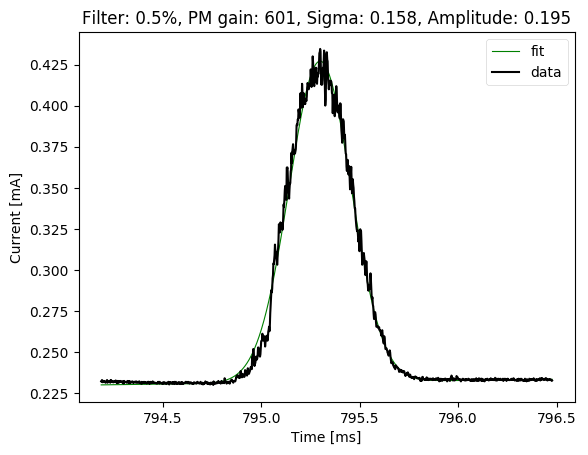 Filter: 0.5%, PM gain: 601, Sigma: 0.158, Amplitude: 0.195
fit
data
0.425
0.400
0.375
0.350
0.325
0.300
0.275
0.250
0.225
Current [mA]
794.5 795.0 795.5 796.0 796.5
Time [ms]